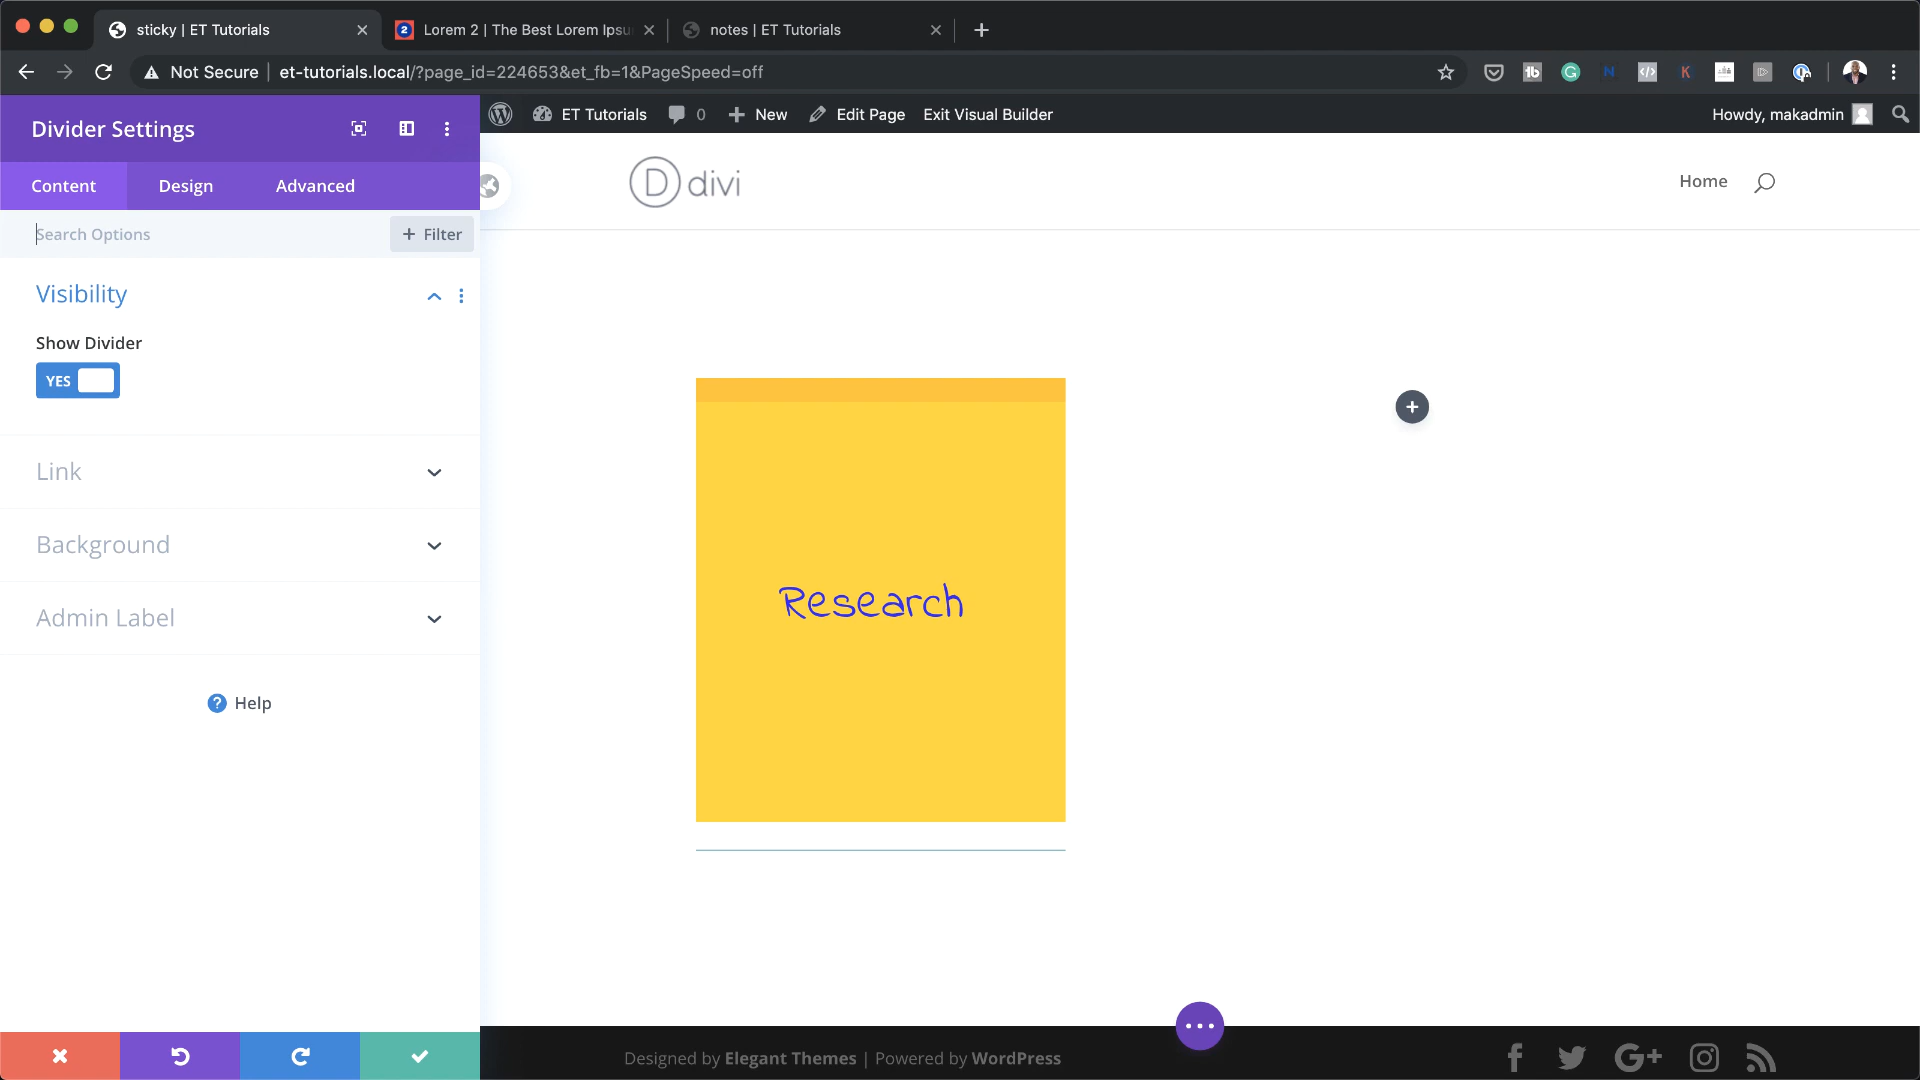 sticky | ET Tutorials
Lorem 2 | The Best Lorem Ipsu
notes | ET Tutorials
Not Secure | et-tutorials.local/?page_id=224653&et_fb=1&PageSpeed=off
Divider Settings
ET Tutorials 0 New Edit Page Exit Visual Builder Howdy, makadmin
Content Design Advanced
Search Options
Filter
Visibility
Show Divider
YES
Link
Background
Admin Label
Help
D divi
Home
Research
Designed by Elegant Themes | Powered by WordPress